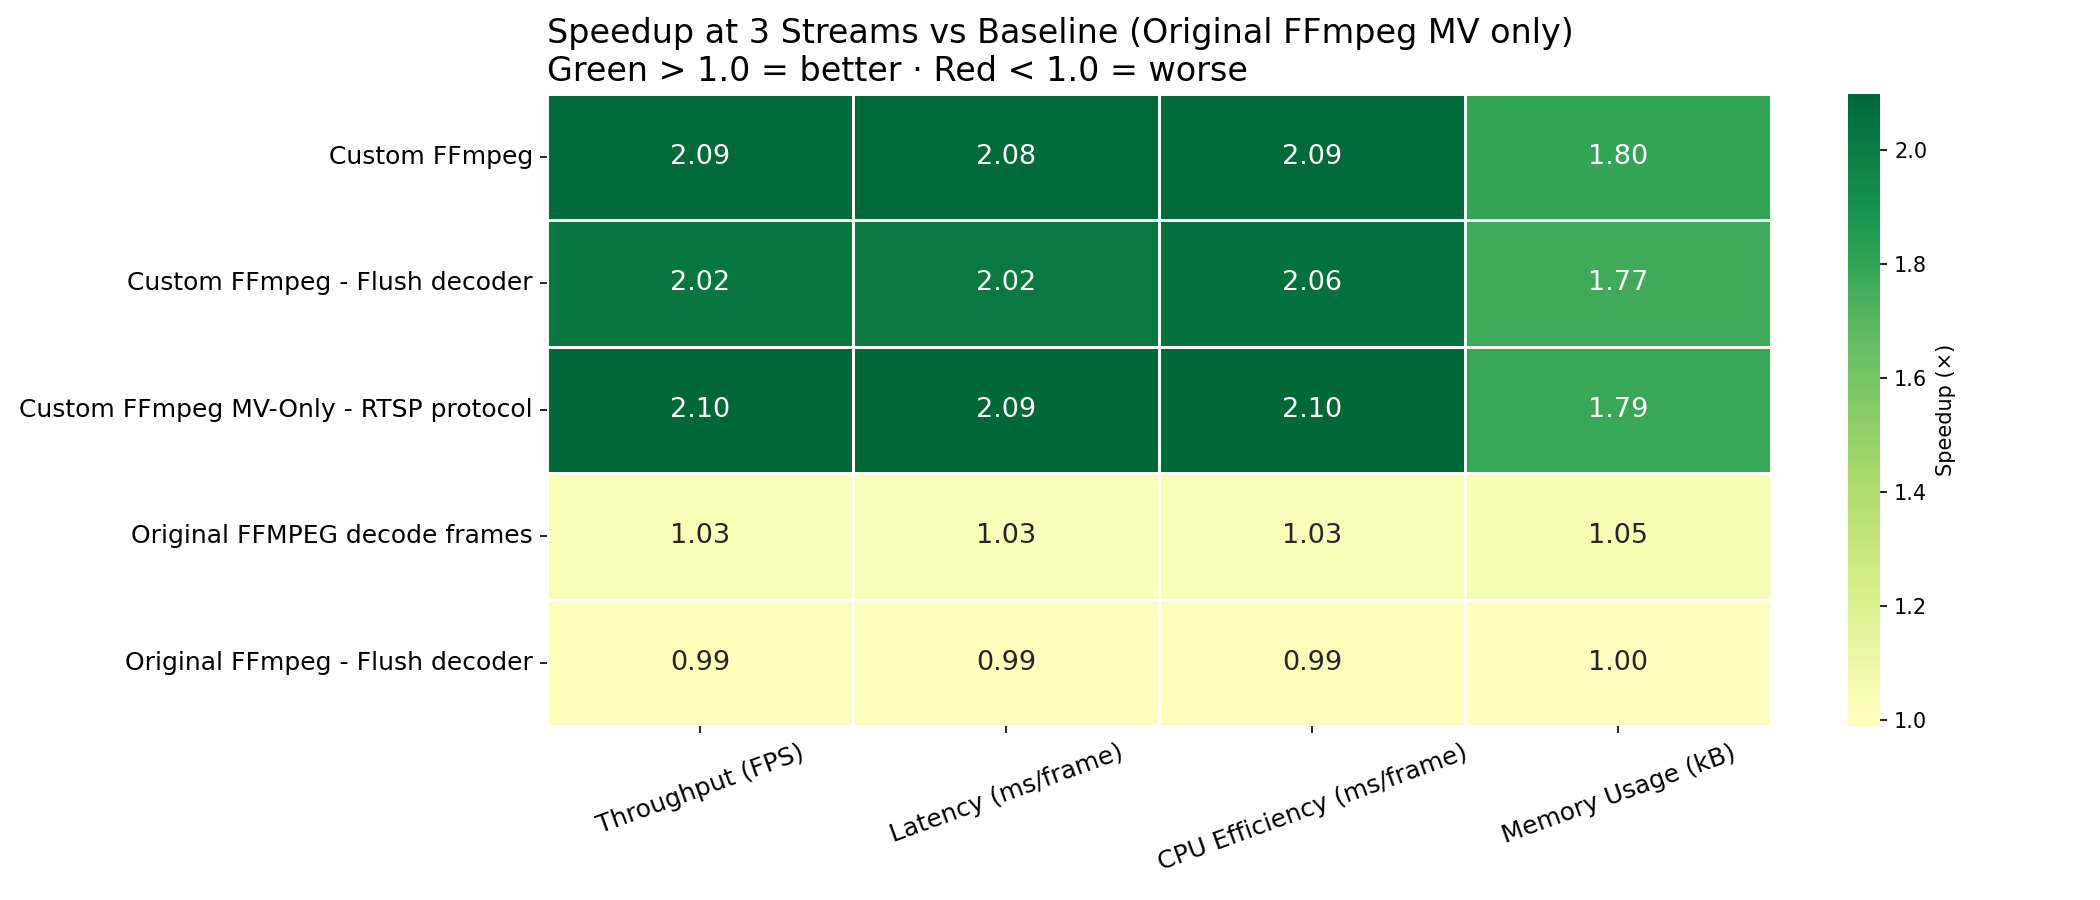 Speedup at 3 Streams vs Baseline (Original FFmpeg MV only)
Green > 1.0 = better · Red < 1.0 = worse
Custom FFmpeg 2.09 2.08 2.09 1.80
Custom FFmpeg - Flush decoder 2.02 2.02 2.06 1.77
Custom FFmpeg MV-Only - RTSP protocol 2.10 2.09 2.10 1.79
Original FFMPEG decode frames 1.03 1.03 1.03 1.05
Original FFmpeg - Flush decoder 0.99 0.99 0.99 1.00
Throughput (FPS)
Latency (ms/frame)
CPU Efficiency (ms/frame)
Memory Usage (kB)
2.0
1.8
1.6
1.4
1.2
1.0
Speedup (×)